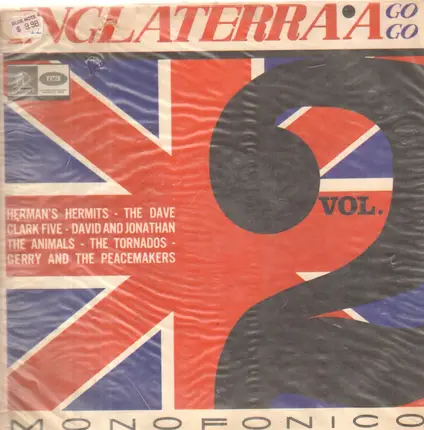 INGLATERRA·A
GO
GO
VOL.
2
HERMAN'S HERMITS - THE DAVE
CLARK FIVE - DAVID AND JONATHAN
THE ANIMALS - THE TORNADOS -
GERRY AND THE PEACEMAKERS
MONOFONICO